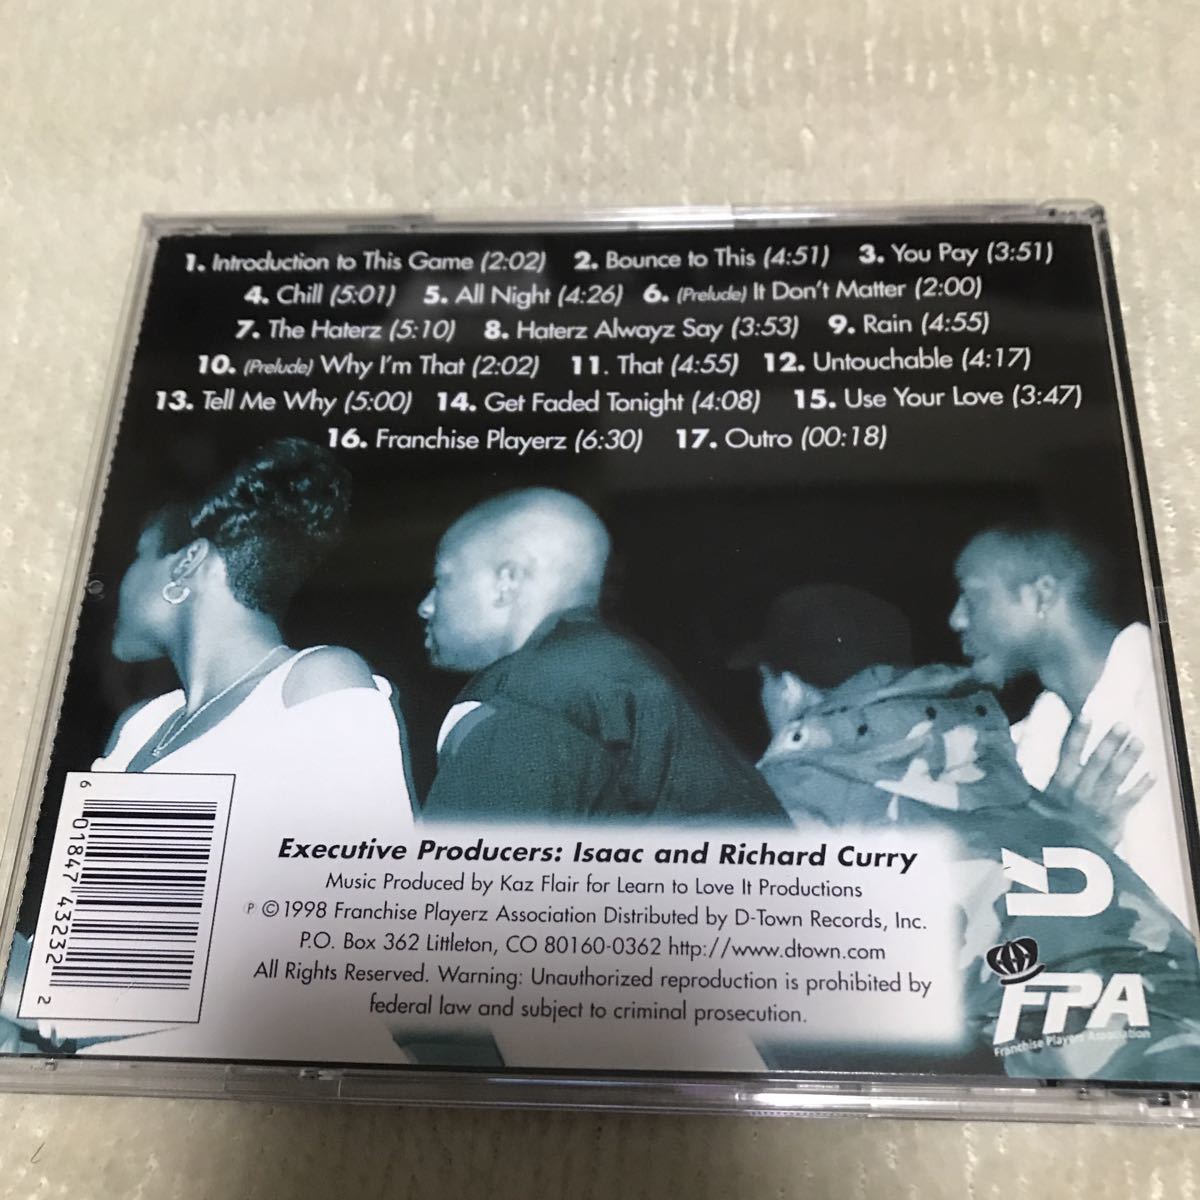 1. Introduction to This Game (2:02) 2. Bounce to This (4:51) 3. You Pay (3:51)
4. Chill (5:01) 5. All Night (4:26) 6. (Prelude) It Don't Matter (2:00)
7. The Haterz (5:10) 8. Haterz Alwayz Say (3:53) 9. Rain (4:55)
10. (Prelude) Why I'm That (2:02) 11. That (4:55) 12. Untouchable (4:17)
13. Tell Me Why (5:00) 14. Get Faded Tonight (4:08) 15. Use Your Love (3:47)
16. Franchise Playerz (6:30) 17. Outro (00:18)
6 01847 43232 2
Executive Producers: Isaac and Richard Curry
Music Produced by Kaz Flair for Learn to Love It Productions
℗ © 1998 Franchise Playerz Association Distributed by D-Town Records, Inc.
P.O. Box 362 Littleton, CO 80160-0362 http://www.dtown.com
All Rights Reserved. Warning: Unauthorized reproduction is prohibited by
federal law and subject to criminal prosecution.
D
FPA
Franchise Playerz Association